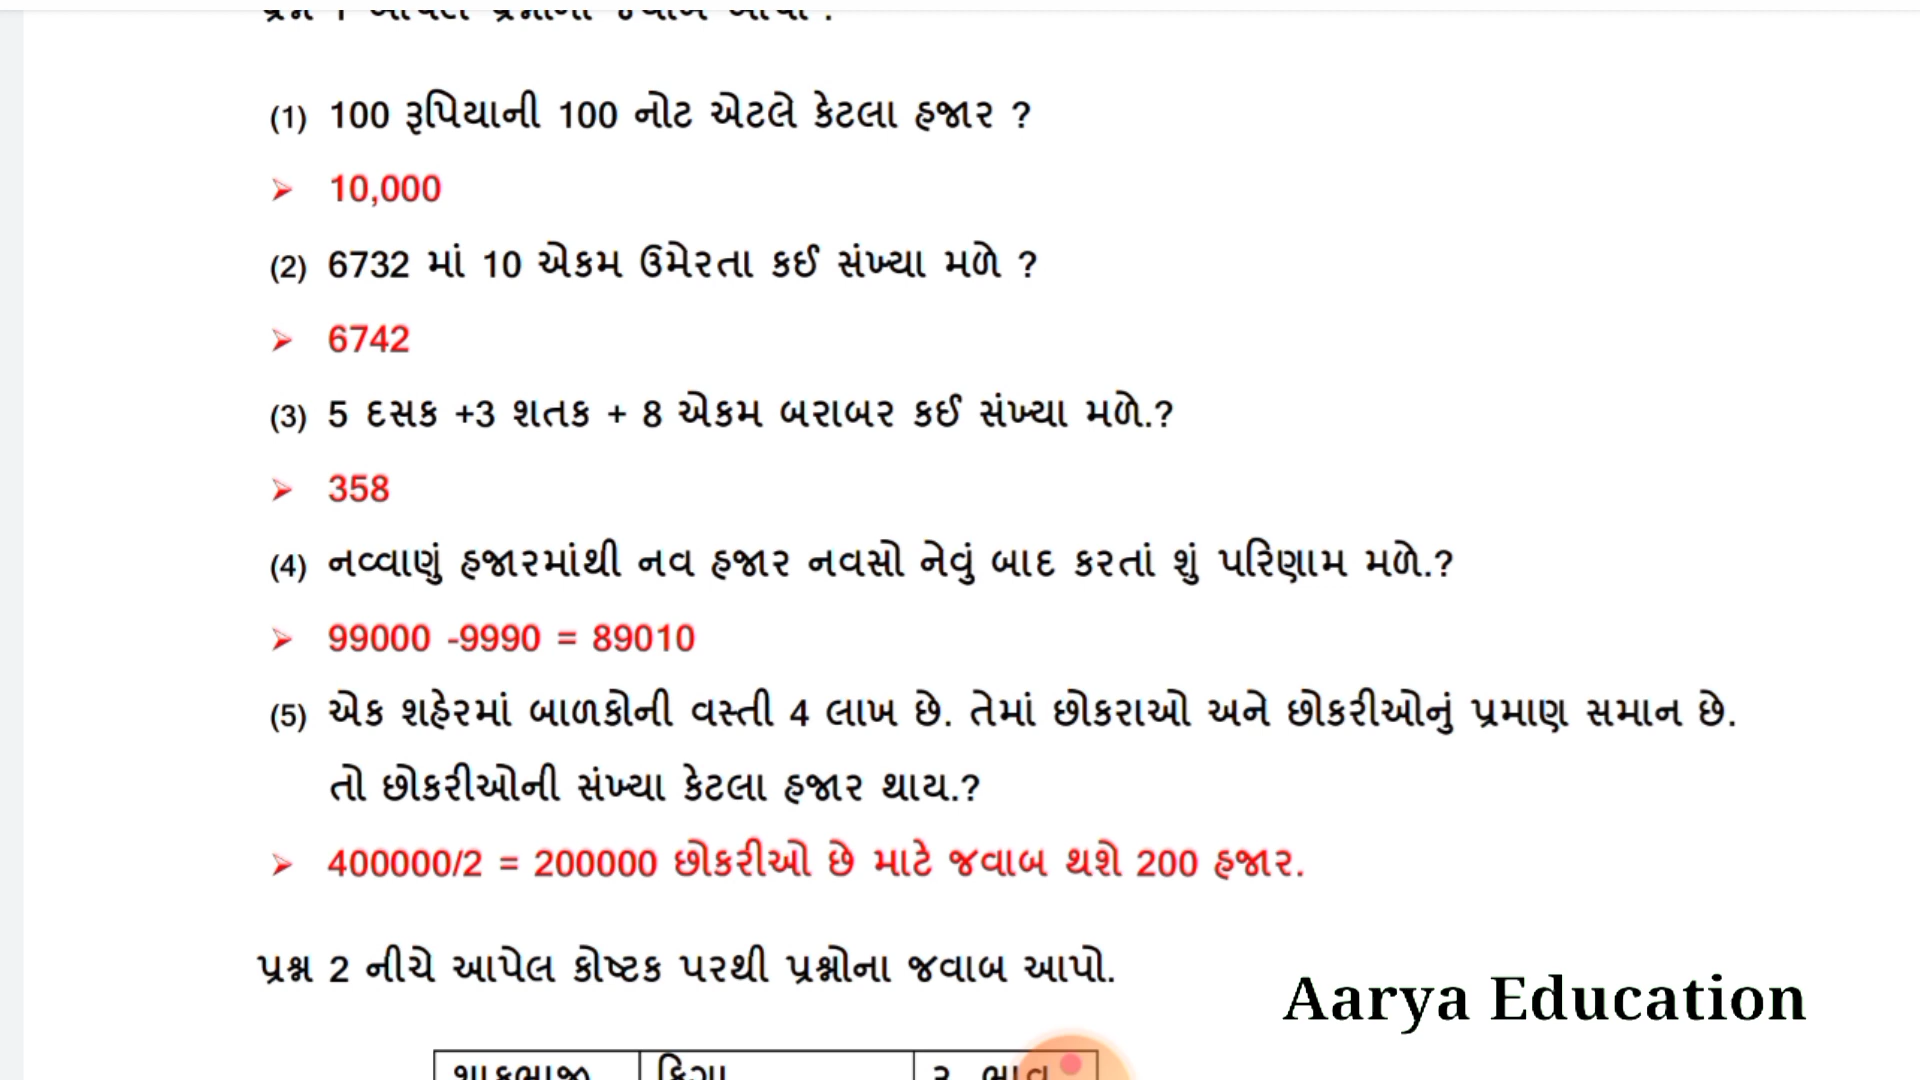 (1) 100 રૂપિયાની 100 નોટ એટલે કેટલા હજાર ?
➢ 10,000
(2) 6732 માં 10 એકમ ઉમેરતા કઈ સંખ્યા મળે ?
➢ 6742
(3) 5 દસક +3 શતક + 8 એકમ બરાબર કઈ સંખ્યા મળે.?
➢ 358
(4) નવ્વાણું હજારમાંથી નવ હજાર નવસો નેવું બાદ કરતાં શું પરિણામ મળે.?
➢ 99000 -9990 = 89010
(5) એક શહેરમાં બાળકોની વસ્તી 4 લાખ છે. તેમાં છોકરાઓ અને છોકરીઓનું પ્રમાણ સમાન છે.
તો છોકરીઓની સંખ્યા કેટલા હજાર થાય.?
➢ 400000/2 = 200000 છોકરીઓ છે માટે જવાબ થશે 200 હજાર.
પ્રશ્ન 2 નીચે આપેલ કોષ્ટક પરથી પ્રશ્નોના જવાબ આપો.
Aarya Education